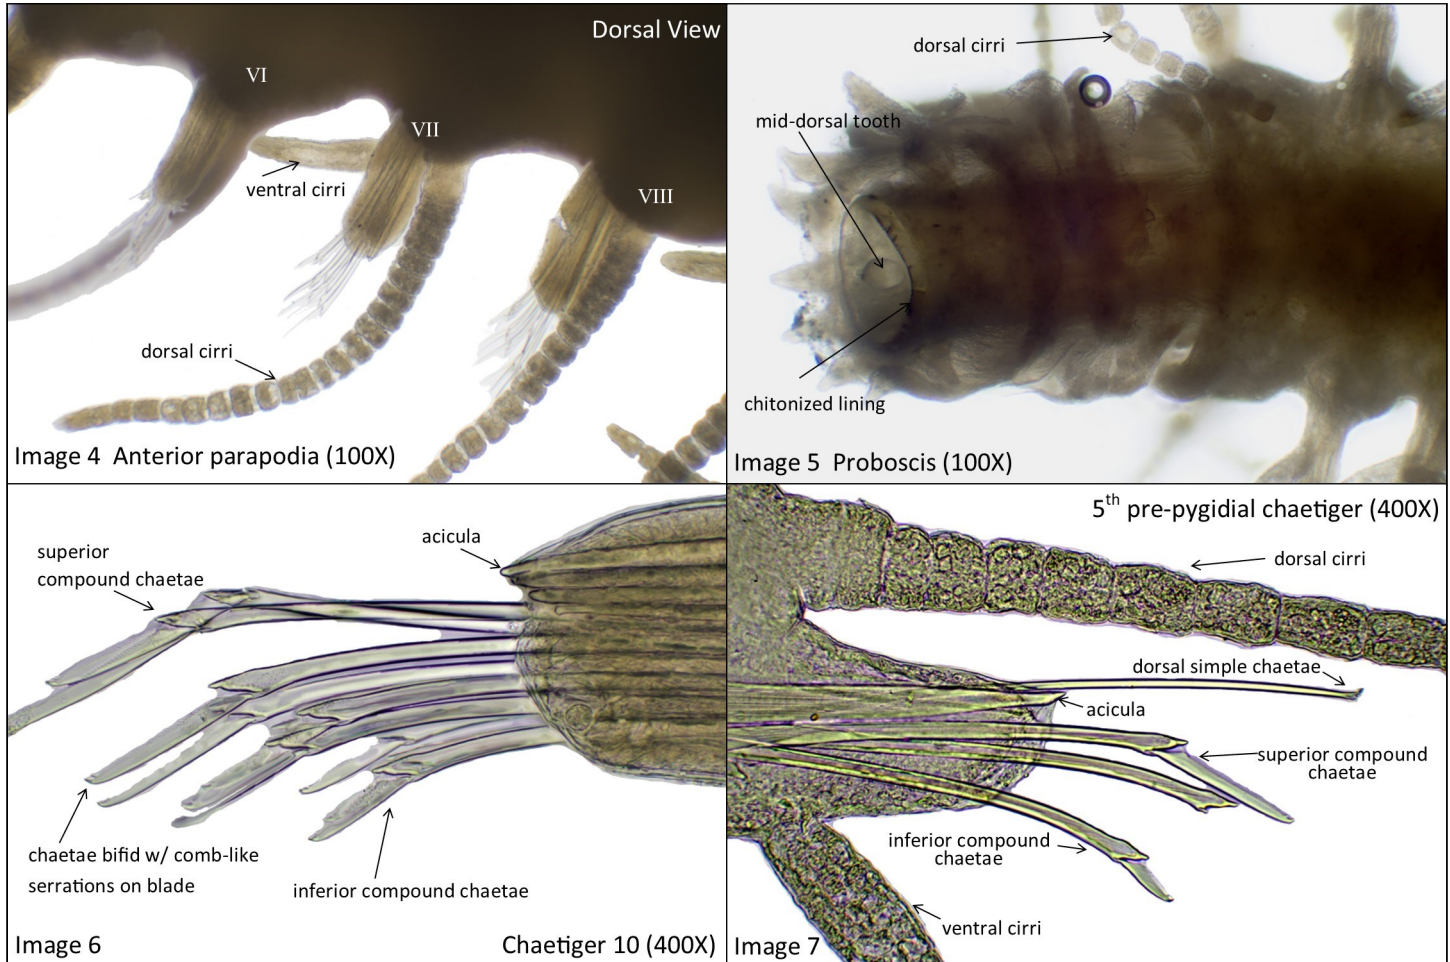 Dorsal View
VI
VII
VIII
ventral cirri
dorsal cirri
Image 4 Anterior parapodia (100X)
dorsal cirri
mid-dorsal tooth
chitonized lining
Image 5 Proboscis (100X)
superior
compound chaetae
acicula
chaetae bifid w/ comb-like
serrations on blade
inferior compound chaetae
Image 6
Chaetiger 10 (400X)
5th pre-pygidial chaetiger (400X)
dorsal cirri
dorsal simple chaetae
acicula
superior compound
chaetae
inferior compound
chaetae
ventral cirri
Image 7